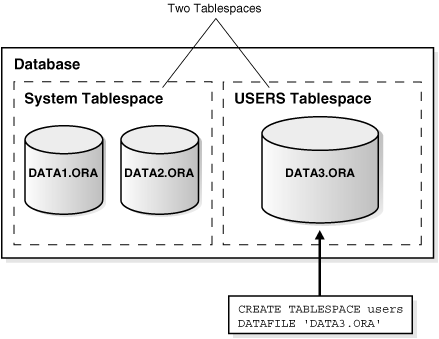 Two Tablespaces
Database
System Tablespace
USERS Tablespace
DATA1.ORA
DATA2.ORA
DATA3.ORA
CREATE TABLESPACE users
DATAFILE 'DATA3.ORA'